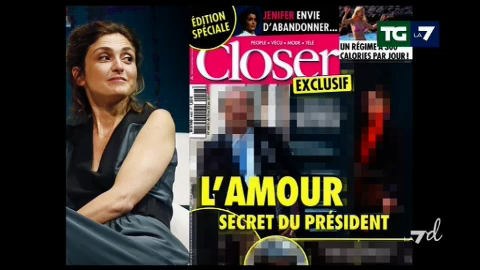 ÉDITION
SPÉCIALE
JENIFER ENVIE
D'ABANDONNER...
TG LA7
UN RÉGIME À 300
CALORIES PAR JOUR !
PEOPLE • VÉCU • MODE • TÉLÉ
Closer
EXCLUSIF
L'AMOUR
SECRET DU PRÉSIDENT
La7d